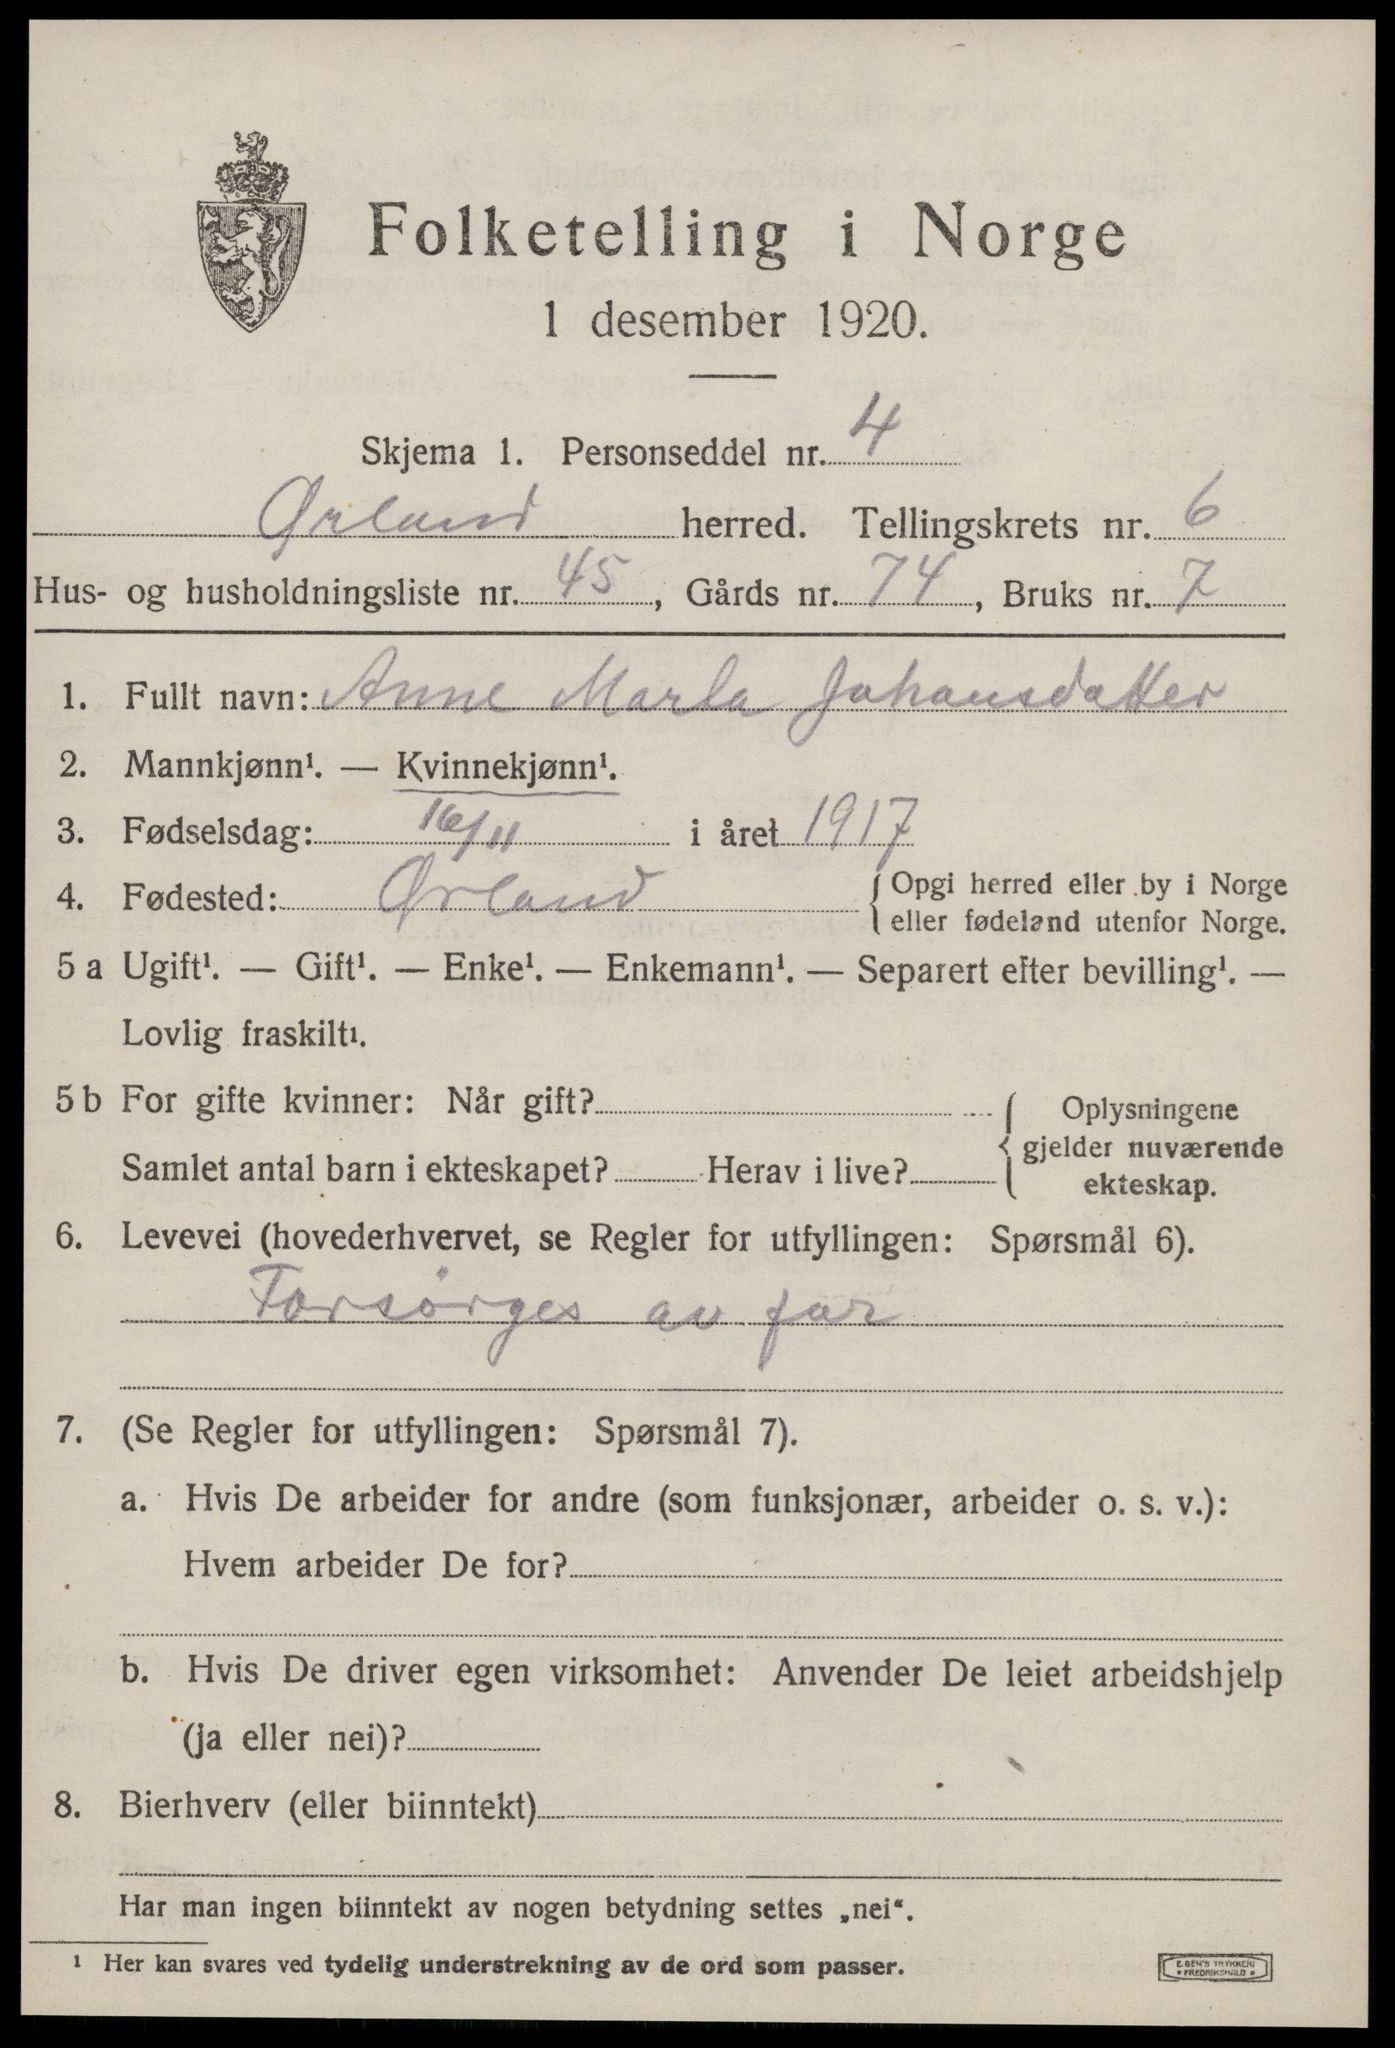 Folketelling i Norge
1 desember 1920.
Skjema 1. Personseddel nr. 4
Ørland herred. Tellingskrets nr. 6
Hus- og husholdningsliste nr. 45, Gårds nr. 74, Bruks nr. 7
1. Fullt navn: Anne Marla Johansdatter
2. Mannkjønn¹. — Kvinnekjønn¹.
3. Fødselsdag: 16/11 i året 1917
4. Fødested: Ørland { Opgi herred eller by i Norge
eller fødeland utenfor Norge.
5 a Ugift¹. — Gift¹. — Enke¹. — Enkemann¹. — Separert efter bevilling¹. —
Lovlig fraskilt¹.
5 b For gifte kvinner: Når gift? { Oplysningene
gjelder nuværende
Samlet antal barn i ekteskapet? Herav i live? ekteskap.
6. Levevei (hovederhvervet, se Regler for utfyllingen: Spørsmål 6).
Forsørges av far
7. (Se Regler for utfyllingen: Spørsmål 7).
a. Hvis De arbeider for andre (som funksjonær, arbeider o. s. v.):
Hvem arbeider De for?
b. Hvis De driver egen virksomhet: Anvender De leiet arbeidshjelp
(ja eller nei)?
8. Bierhverv (eller biinntekt)
Har man ingen biinntekt av nogen betydning settes „nei“.
¹ Her kan svares ved tydelig understrekning av de ord som passer.
E. SEM'S TRYKKERI
• FREDRIKSHALD •